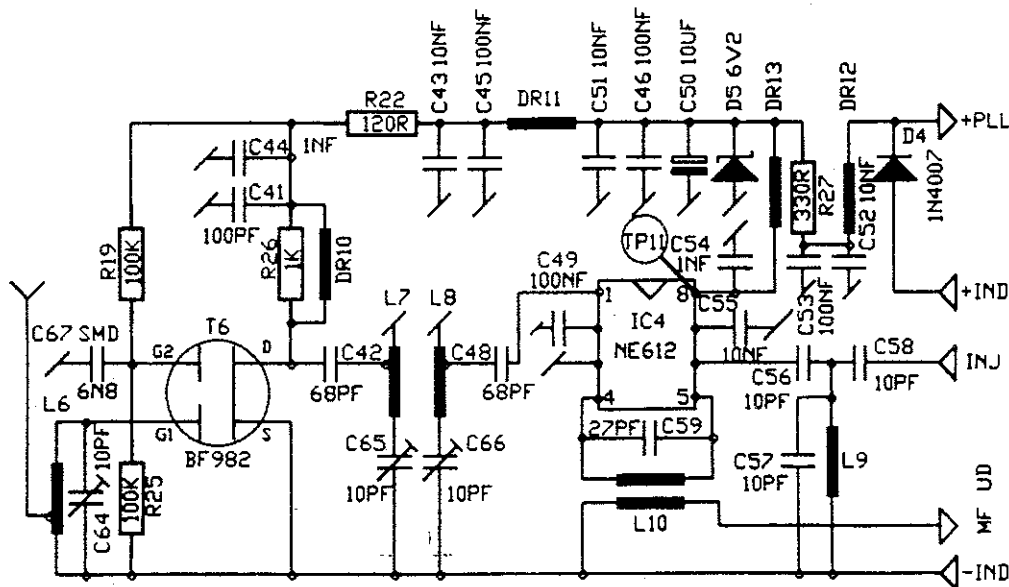 C43 10NF
C45 100NF
C51 10NF
C46 100NF
C50 10UF
D5 6V2
DR13
DR12
R22
120R
DR11
+PLL
D4
1N4007
C44
1NF
C41
100PF
R19
100K
R26
1K
DR10
330R
R27
C52 10NF
TP11
C54
1NF
C49
100NF
+IND
C53
100NF
C55
10NF
L7
L8
1
8
IC4
NE612
4
5
C67 SMD
6N8
T6
G2
D
G1
S
BF982
C42
68PF
C48
68PF
C56
10PF
C58
10PF
INJ
L6
10PF
C64
100K
R25
C65
10PF
C66
10PF
27PF
C59
C57
10PF
L9
L10
MF UD
-IND